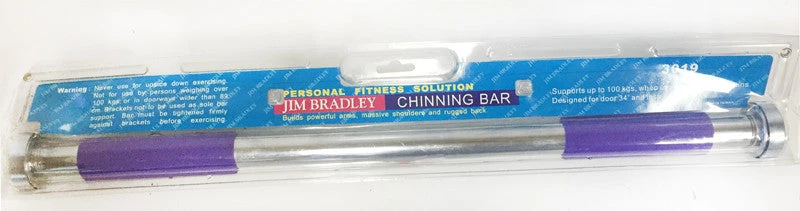 3619
PERSONAL FITNESS SOLUTION
JIM BRADLEY CHINNING BAR
Builds powerful arms, massive shoulders and rugged back.
Warning: Never use for upside down exercising.
Not for use by persons weighing over
100 kgs. or in doorways wider than 89
cm Brackets not to be used as sole bar
support. Bar must be tightened firmly
against brackets before exercising.
Supports up to 100 kgs, when
Designed for door 34" and